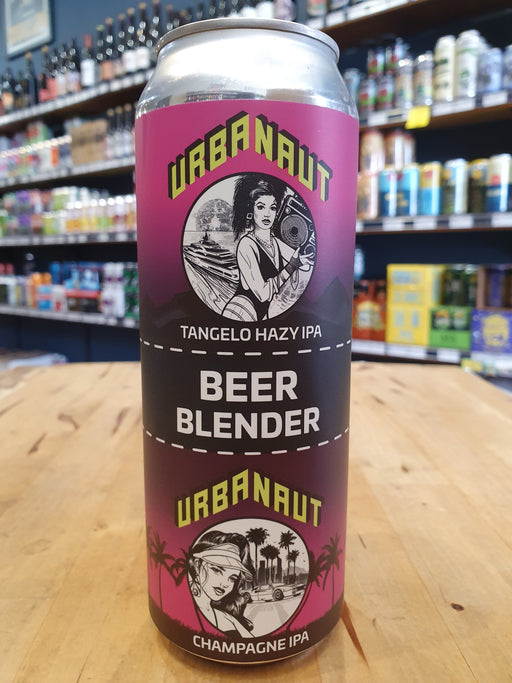 URBANAUT
TANGELO HAZY IPA
BEER
BLENDER
URBANAUT
CHAMPAGNE IPA